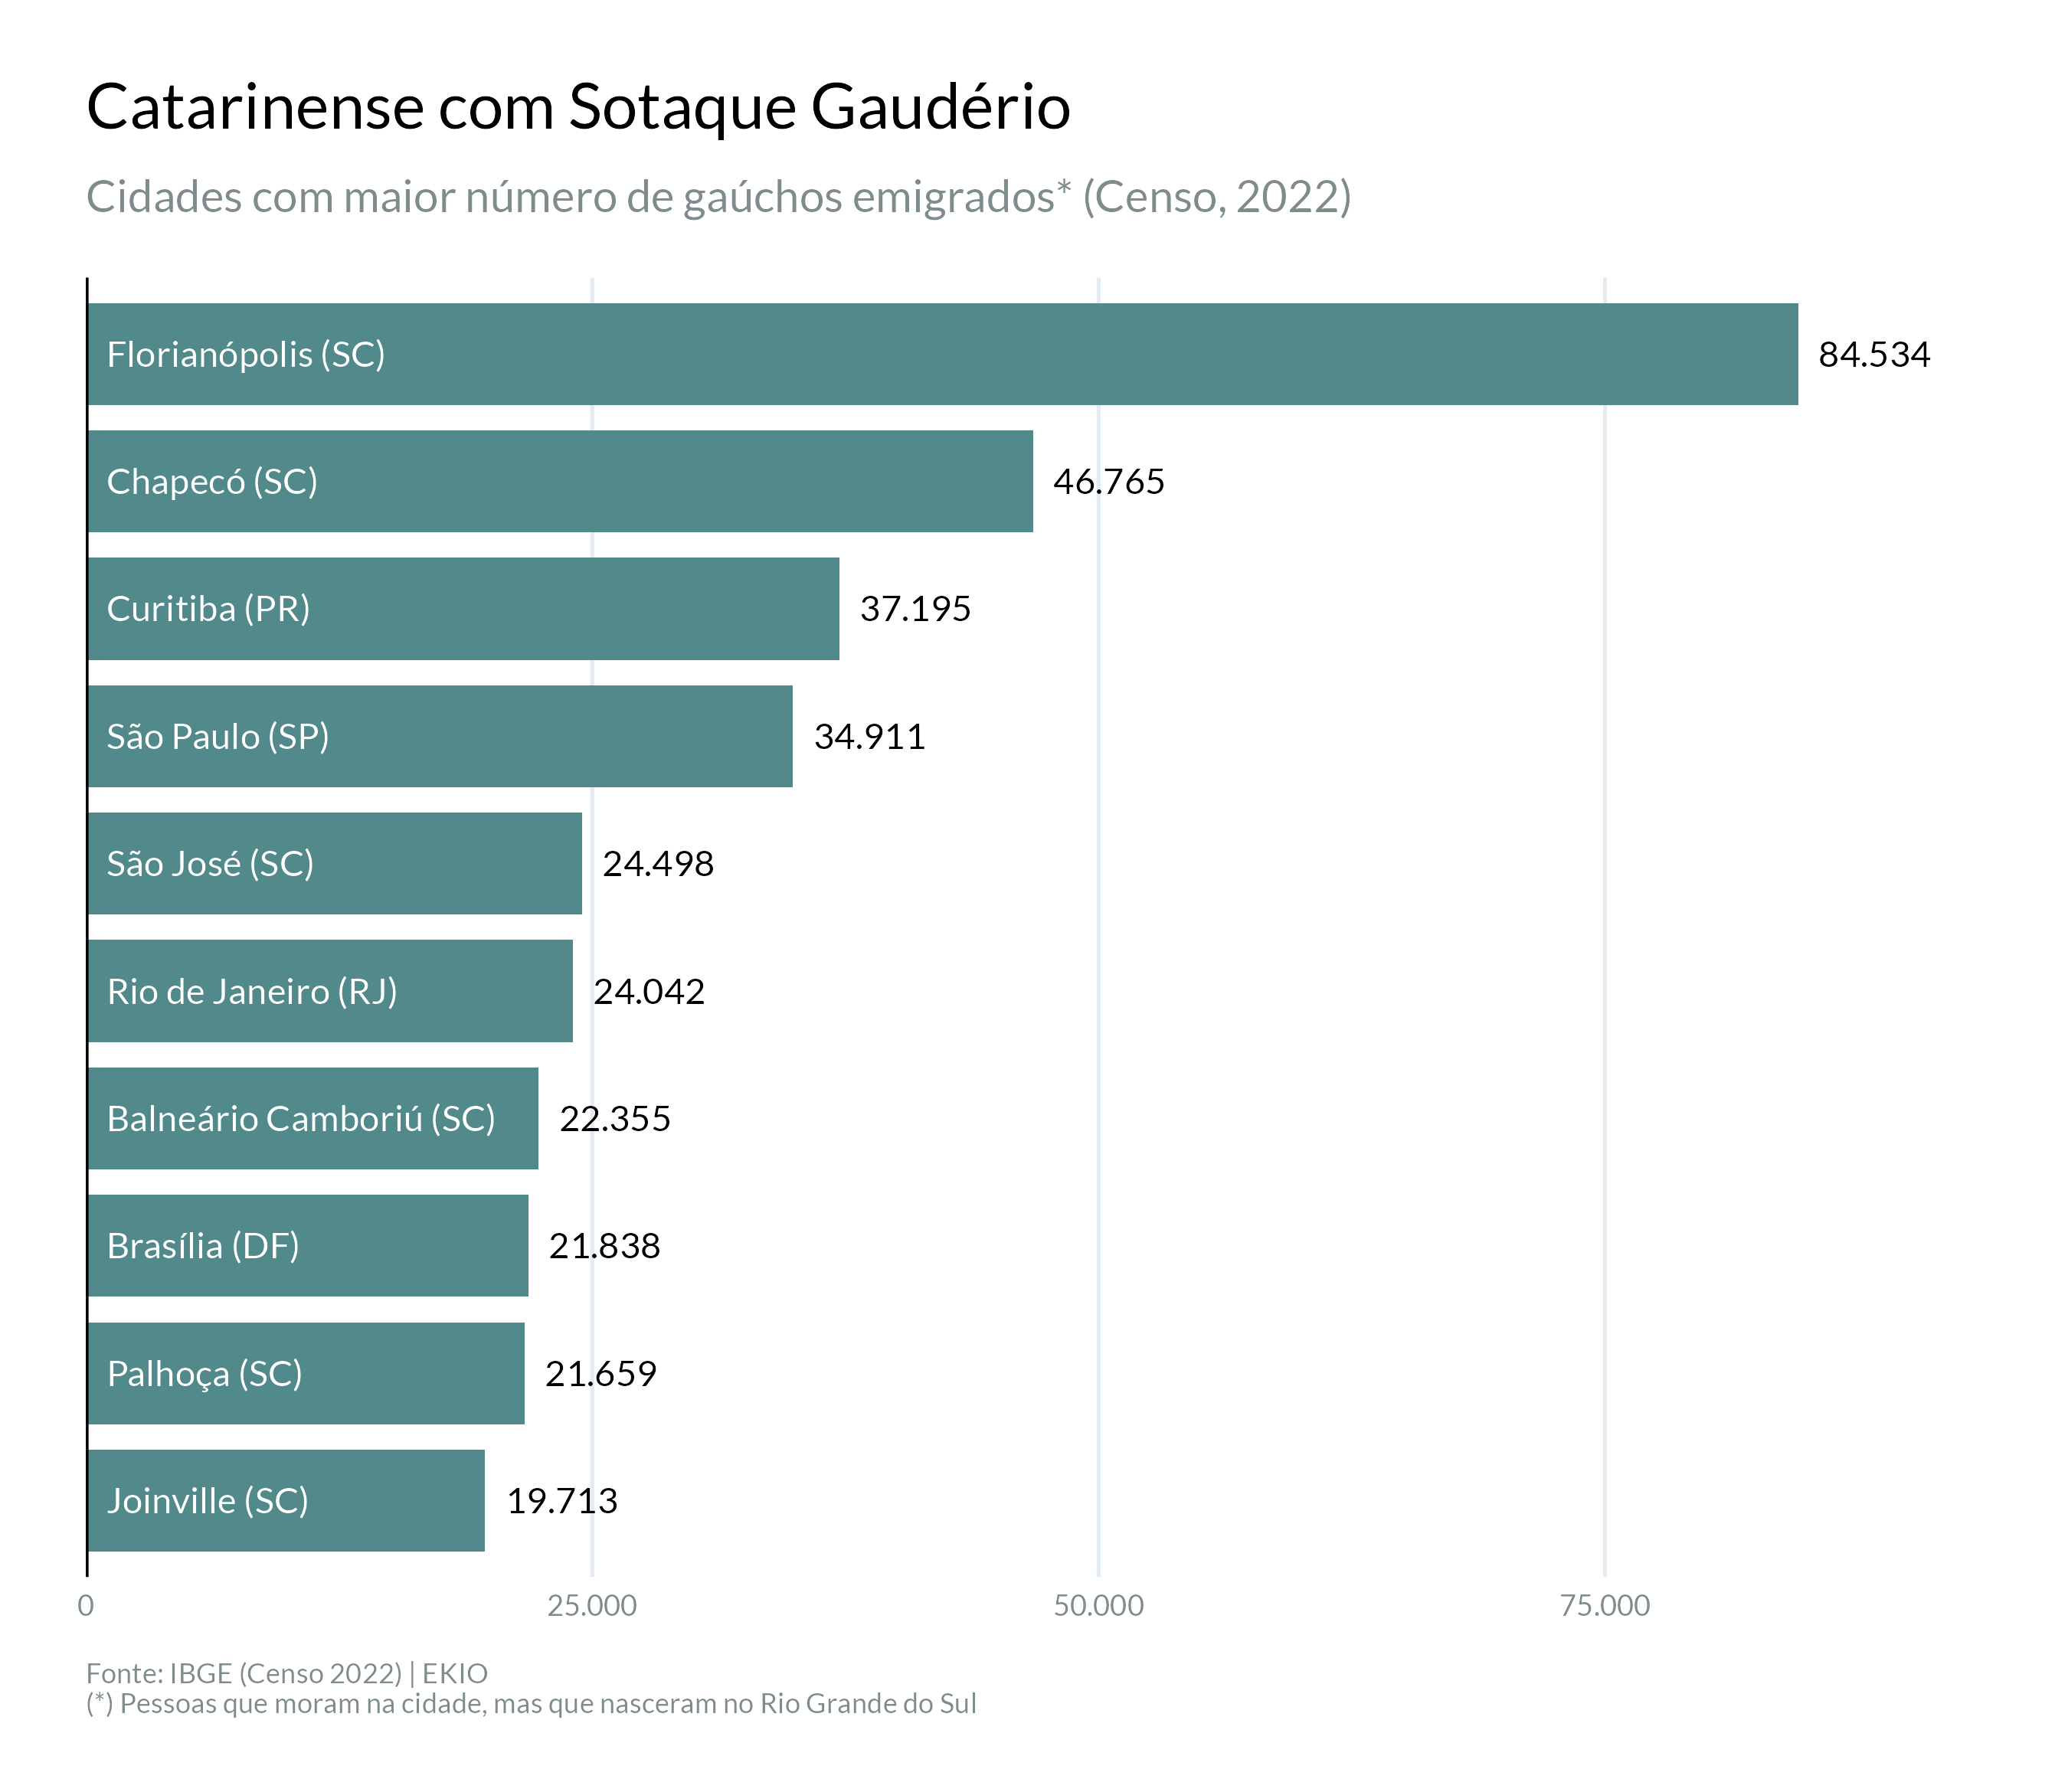 Catarinense com Sotaque Gaudério
Cidades com maior número de gaúchos emigrados* (Censo, 2022)
Florianópolis (SC) 84.534
Chapecó (SC) 46.765
Curitiba (PR) 37.195
São Paulo (SP) 34.911
São José (SC) 24.498
Rio de Janeiro (RJ) 24.042
Balneário Camboriú (SC) 22.355
Brasília (DF) 21.838
Palhoça (SC) 21.659
Joinville (SC) 19.713
0 25.000 50.000 75.000
Fonte: IBGE (Censo 2022) | EKIO
(*) Pessoas que moram na cidade, mas que nasceram no Rio Grande do Sul